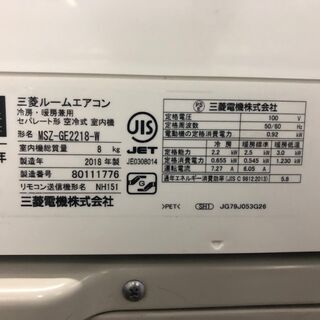 年
三菱ルームエアコン
冷房・暖房兼用
セパレート形 空冷式 室内機
形名 MSZ-GE2218-W
室内機総質量 8 kg
製造年 2018年製
製造番号 80111776
リモコン送信機形名 NH151
三菱電機株式会社
JIS
JET
JE0308014
PS
E
三菱電機株式会社
定格電圧 100 V
定格周波数 50/60 Hz
電動機の定格消費電力 0.92 kW
冷房 暖房標準 暖房低温
定格能力 2.2 2.5 3.0 kW
定格消費電力 0.655 0.545 1.230 kW
運転電流 7.27 6.05 A
通年エネルギー消費効率(JIS C 9612:2013) 5.8
>PET< SH1 JG79J053G26